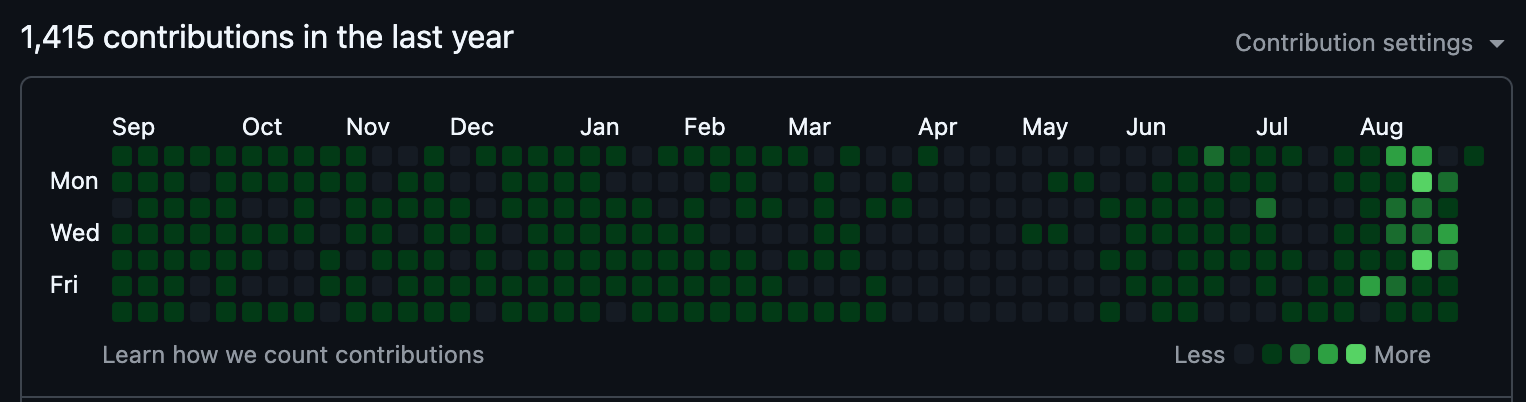 1,415 contributions in the last year
Contribution settings
Sep Oct Nov Dec Jan Feb Mar Apr May Jun Jul Aug
Mon
Wed
Fri
Learn how we count contributions
Less More